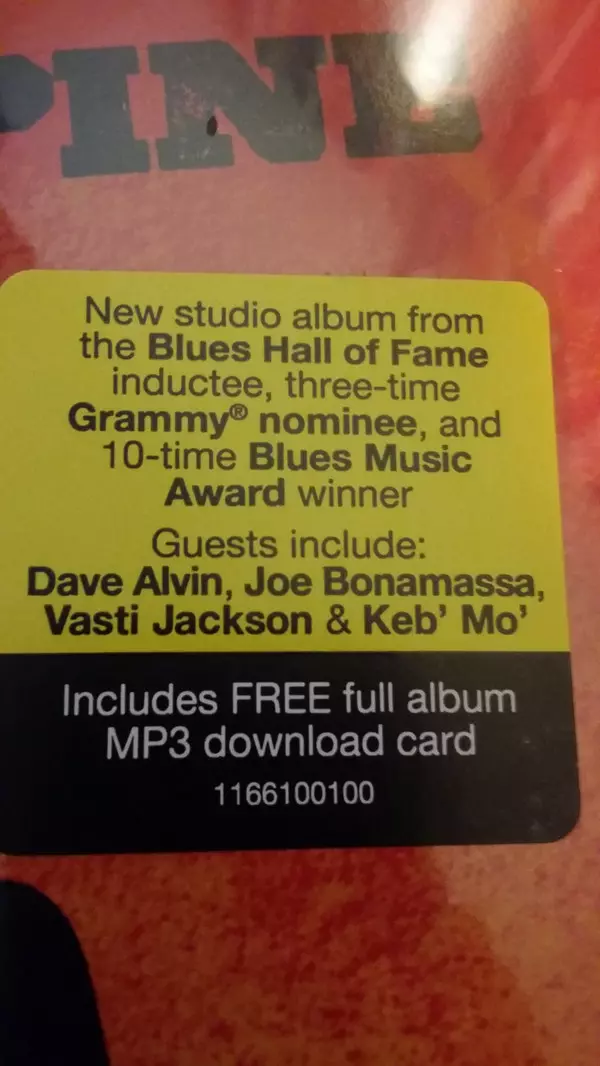 PINE
New studio album from
the Blues Hall of Fame
inductee, three-time
Grammy® nominee, and
10-time Blues Music
Award winner
Guests include:
Dave Alvin, Joe Bonamassa,
Vasti Jackson & Keb' Mo'
Includes FREE full album
MP3 download card
1166100100